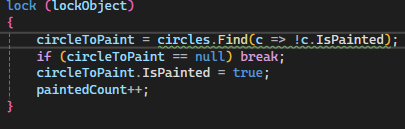 lock (lockObject)
{
circleToPaint = circles.Find(c => !c.IsPainted);
if (circleToPaint == null) break;
circleToPaint.IsPainted = true;
paintedCount++;
}